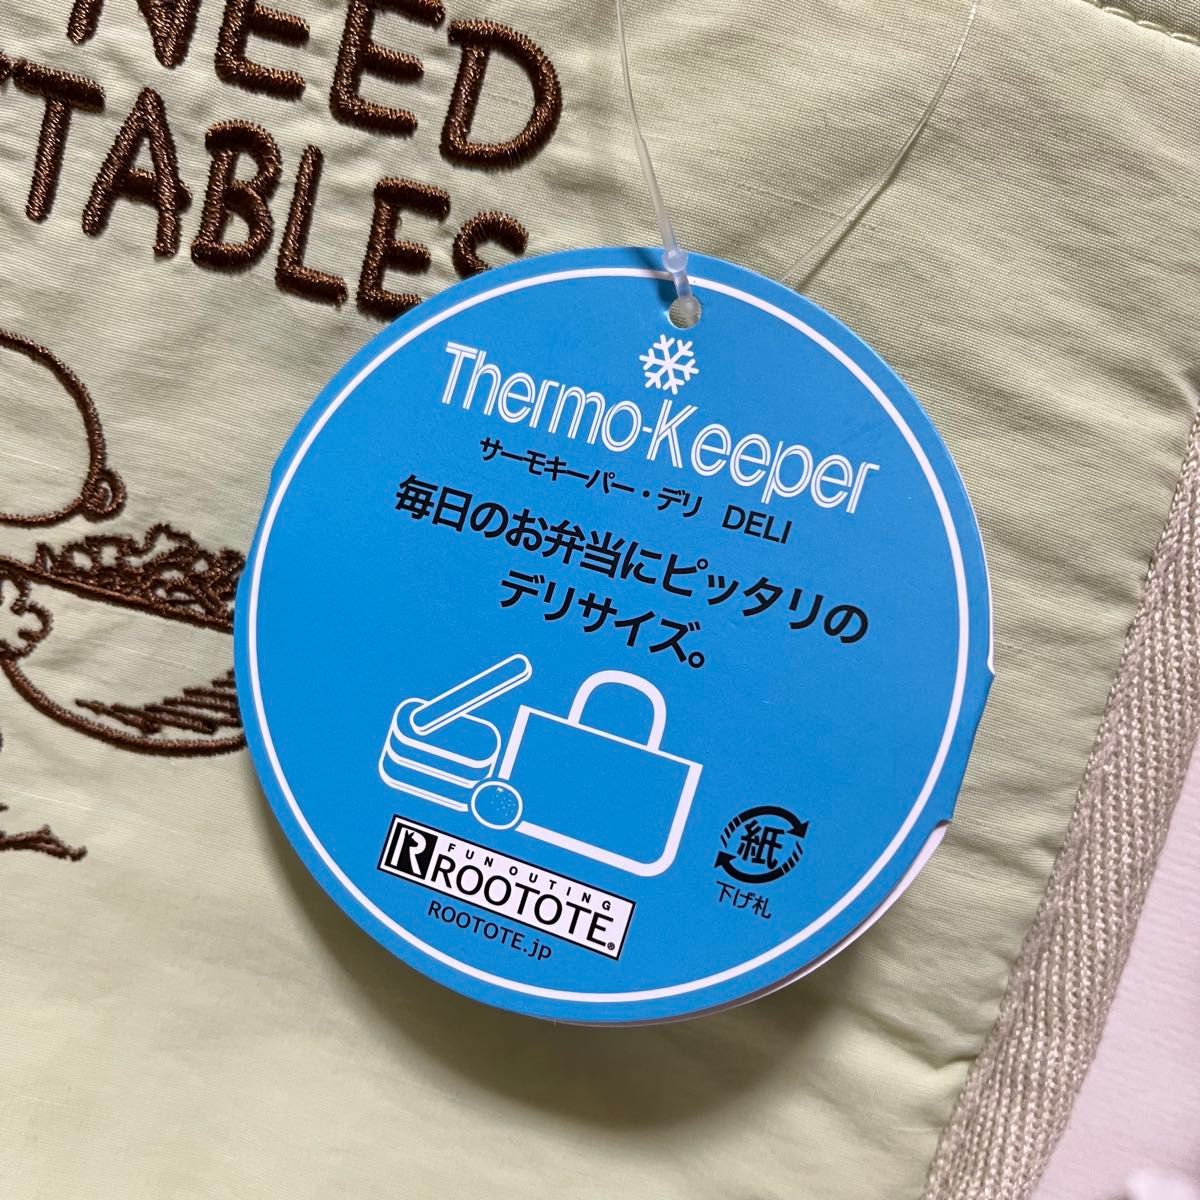 NEED
TABLES
Thermo-Keeper
サーモキーパー・デリ DELI
毎日のお弁当にピッタリの
デリサイズ。
R FUN OUTING
ROOTOTE®
ROOTOTE.jp
紙
下げ札